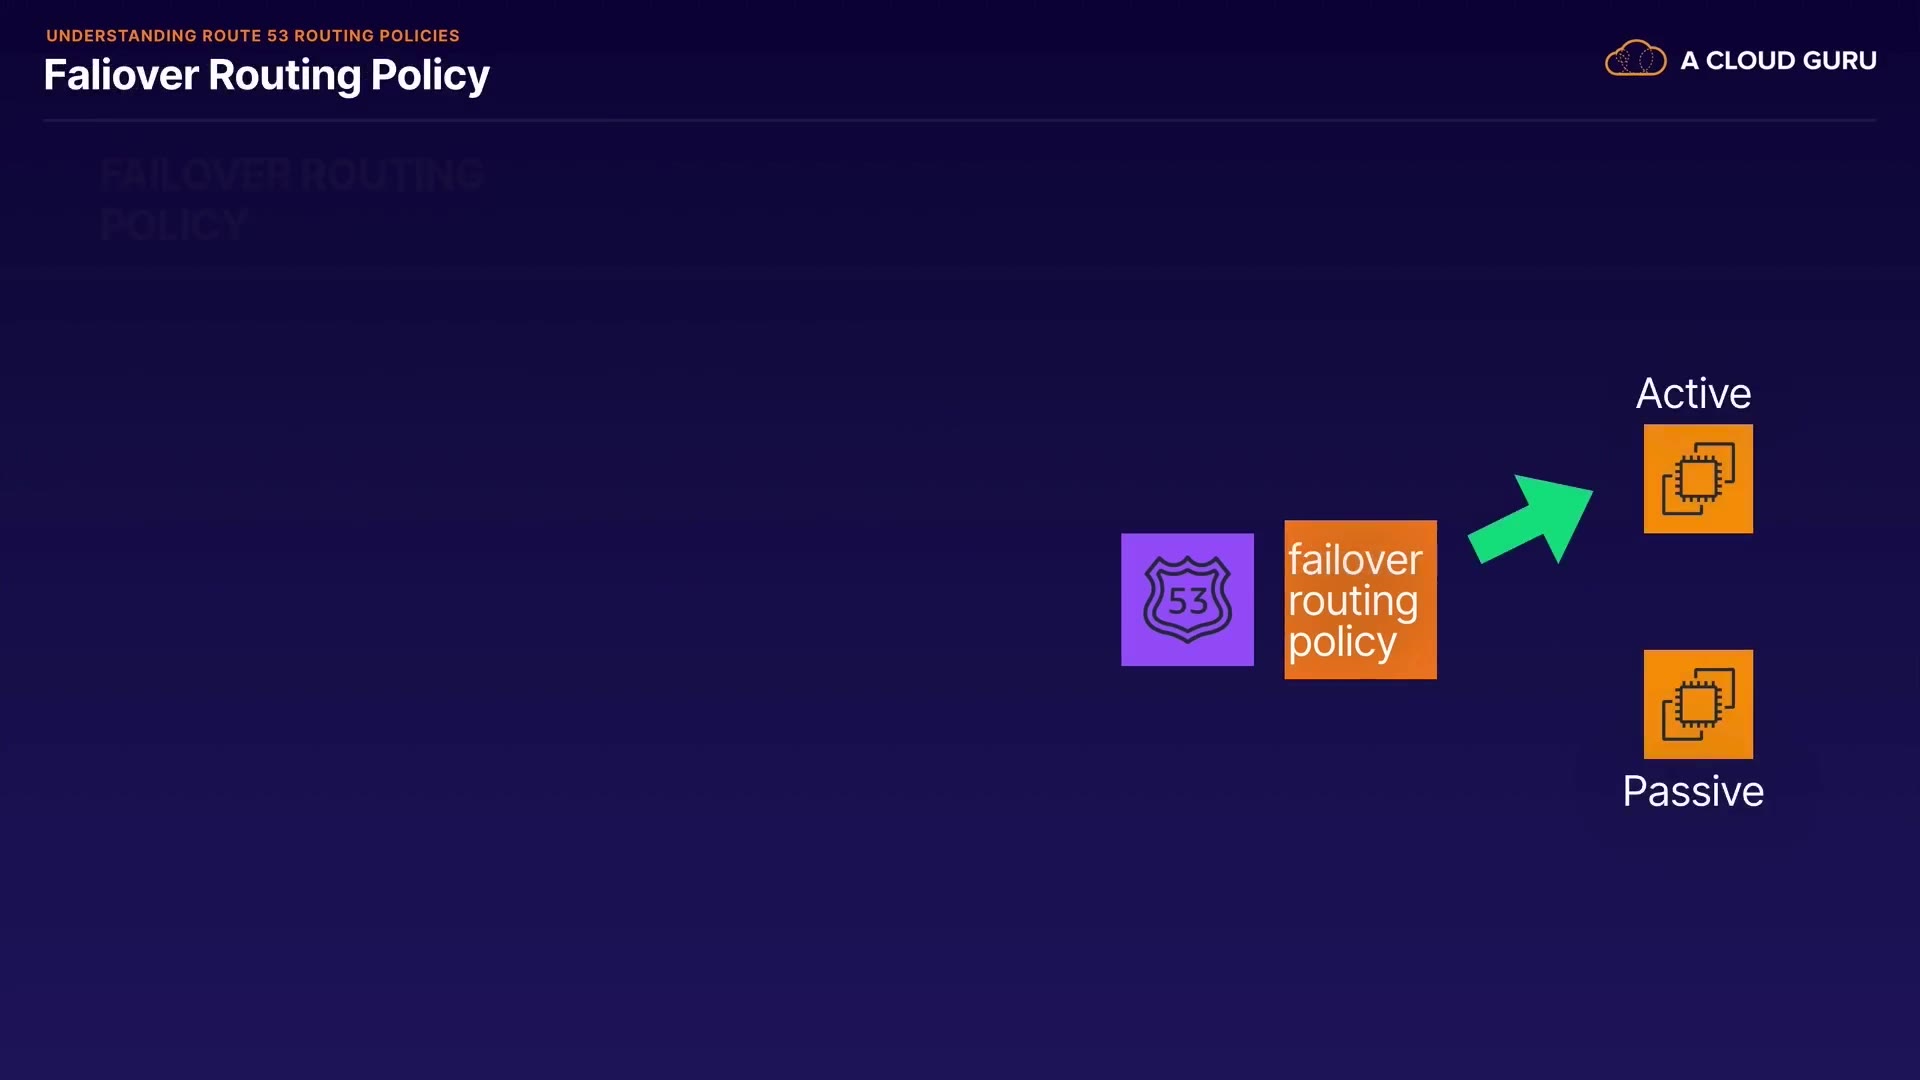 UNDERSTANDING ROUTE 53 ROUTING POLICIES
Faliover Routing Policy
A CLOUD GURU
FAILOVER ROUTING
POLICY
Active
53
failover
routing
policy
Passive